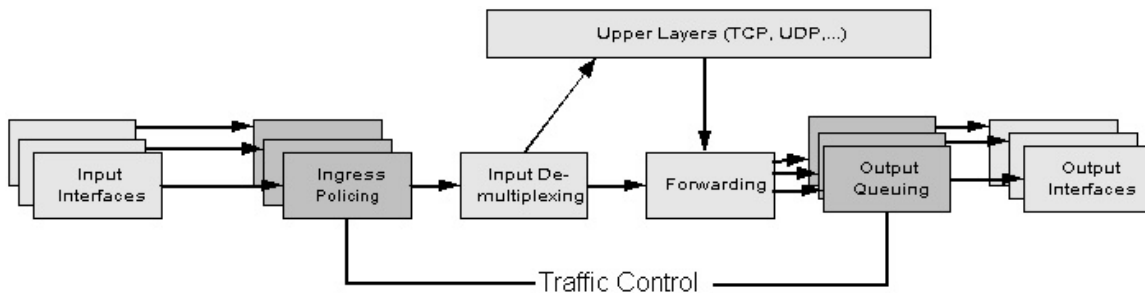 Upper Layers (TCP, UDP,...)
Input
Interfaces
Ingress
Policing
Input De-
multiplexing
Forwarding
Output
Queuing
Output
Interfaces
Traffic Control